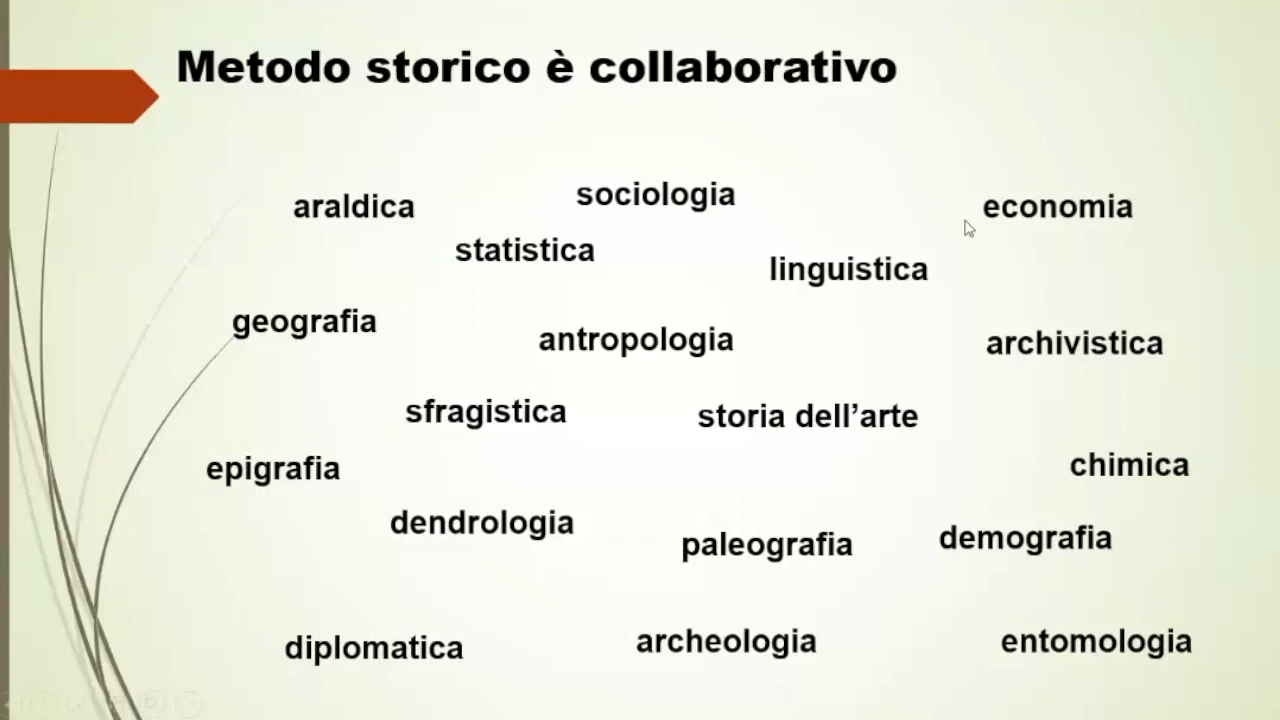 Metodo storico è collaborativo
araldica
sociologia
economia
statistica
linguistica
geografia
antropologia
archivistica
sfragistica
storia dell’arte
epigrafia
chimica
dendrologia
paleografia
demografia
diplomatica
archeologia
entomologia